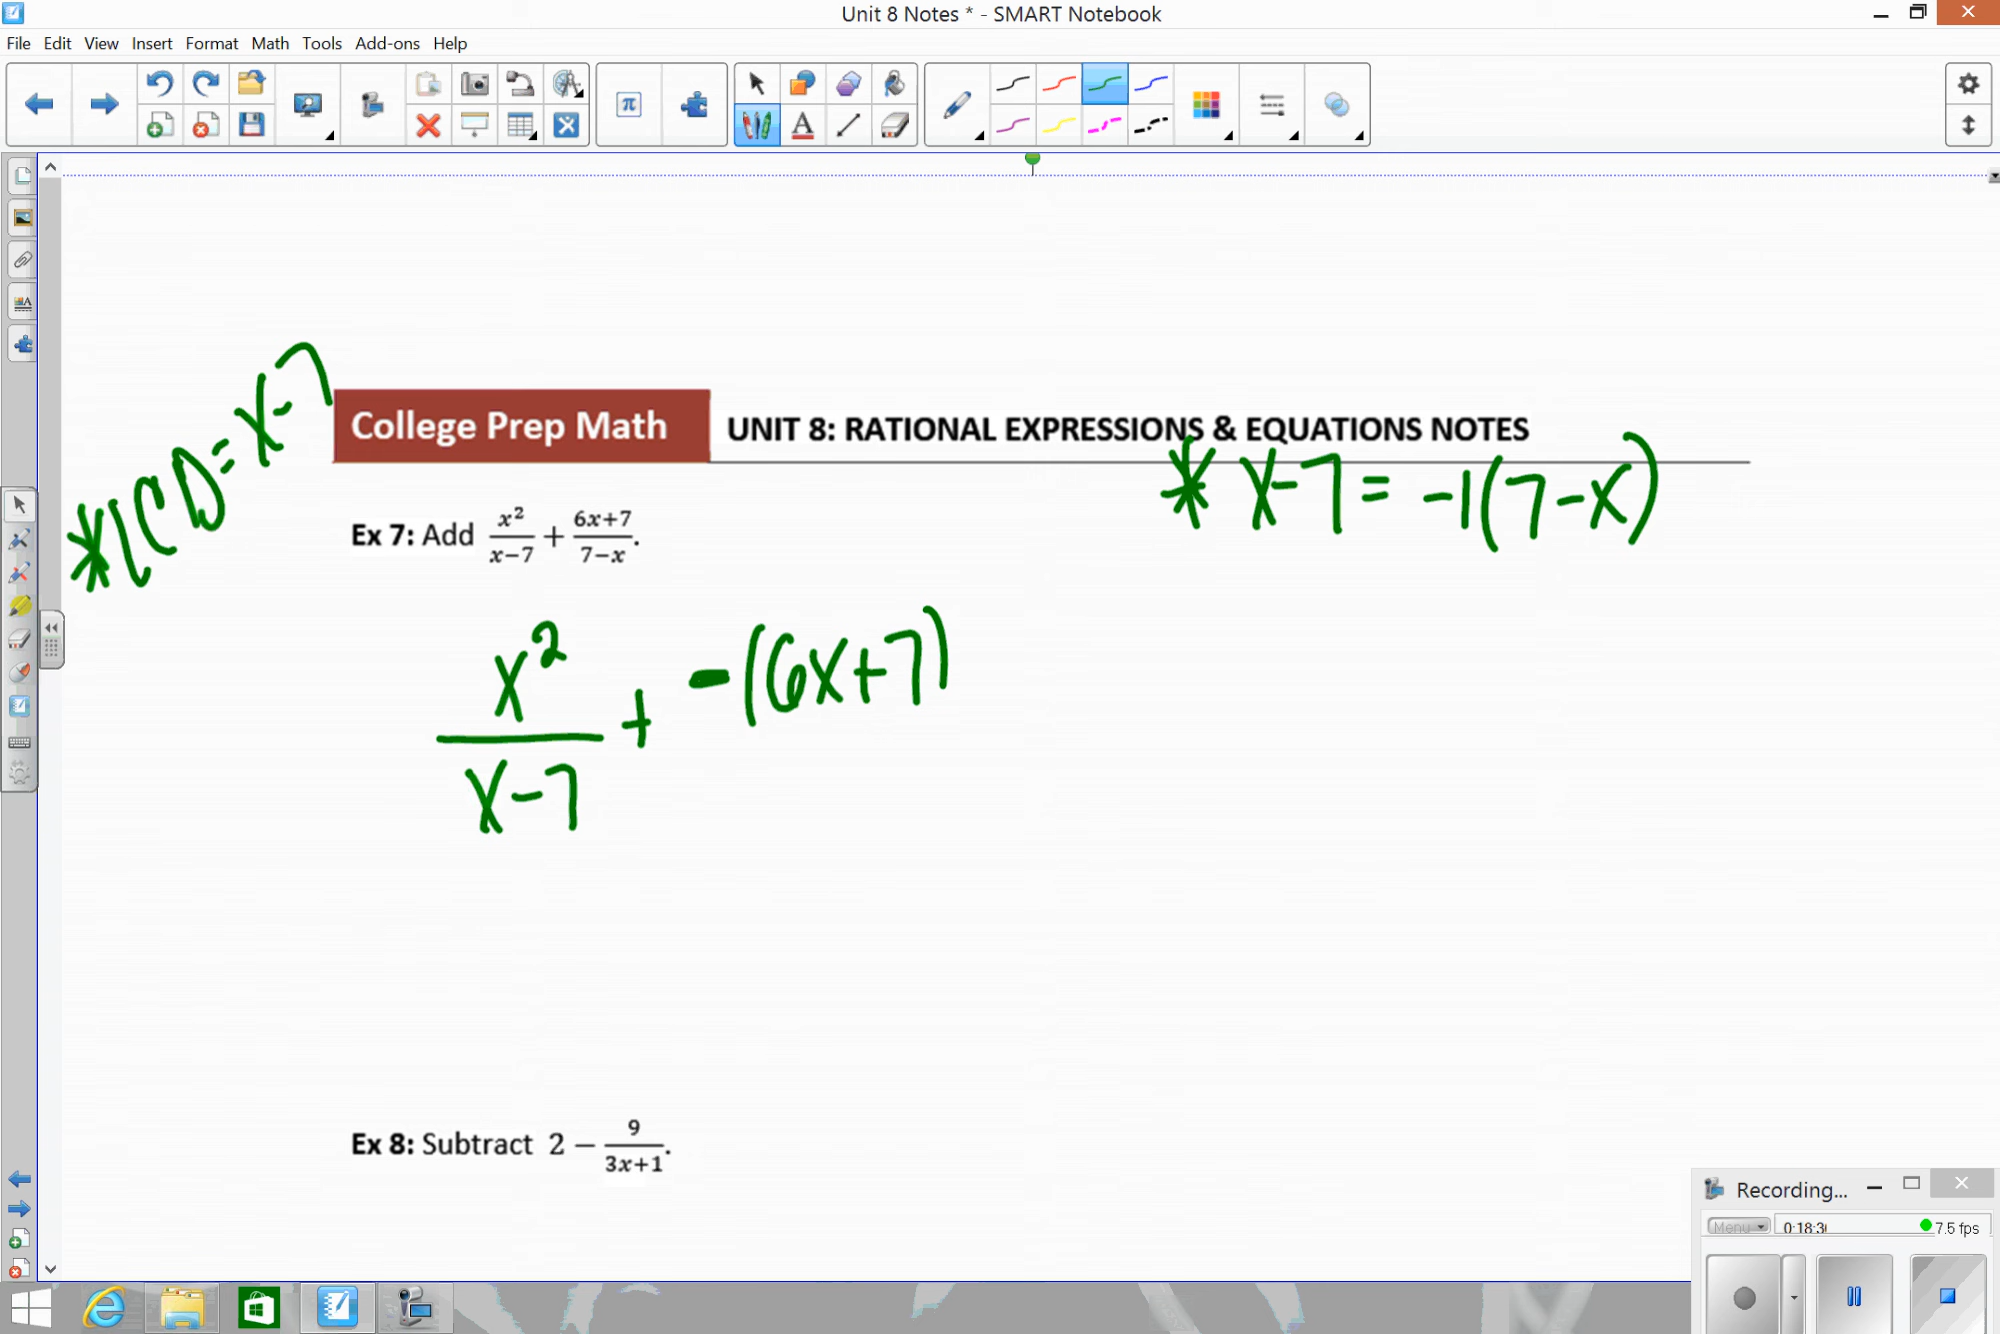 Unit 8 Notes * - SMART Notebook
File Edit View Insert Format Math Tools Add-ons Help
*LCD = x-7
College Prep Math UNIT 8: RATIONAL EXPRESSIONS & EQUATIONS NOTES
* x-7 = -1(7-x)
Ex 7: Add x²/(x−7) + (6x+7)/(7−x).
x²/(x-7) + -(6x+7)
Ex 8: Subtract 2 − 9/(3x+1).
Recording...
Menu 7.5 fps